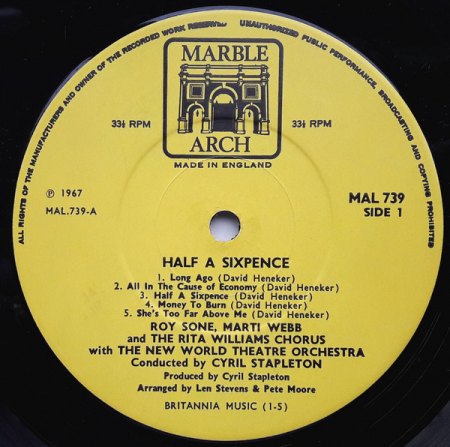 ALL RIGHTS OF THE MANUFACTURERS AND OWNER OF THE RECORDED WORK RESERVED
UNAUTHORIZED PUBLIC PERFORMANCE, BROADCASTING AND COPYING PROHIBITED
MARBLE
33⅓ RPM 33⅓ RPM
ARCH
MADE IN ENGLAND
℗ 1967 MAL 739
MAL.739-A SIDE 1
HALF A SIXPENCE
1. Long Ago (David Heneker)
2. All In The Cause of Economy (David Heneker)
3. Half A Sixpence (David Heneker)
4. Money To Burn (David Heneker)
5. She's Too Far Above Me (David Heneker)
ROY SONE, MARTI WEBB
and THE RITA WILLIAMS CHORUS
with THE NEW WORLD THEATRE ORCHESTRA
Conducted by CYRIL STAPLETON
Produced by Cyril Stapleton
Arranged by Len Stevens & Pete Moore
BRITANNIA MUSIC (1-5)